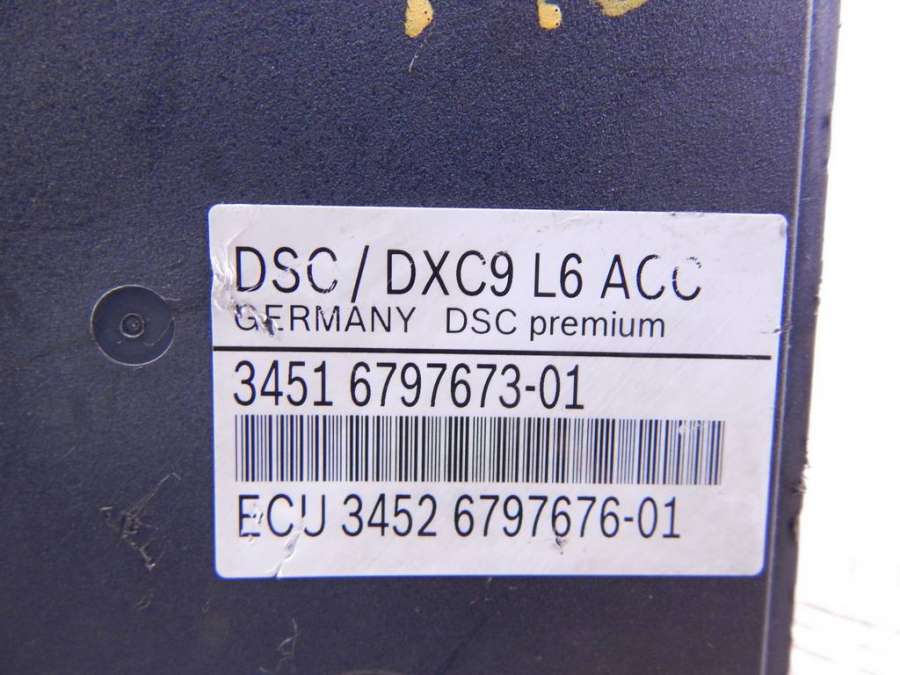 DSC / DXC9 L6 ACC
GERMANY DSC premium
3451 6797673-01
ECU 3452 6797676-01